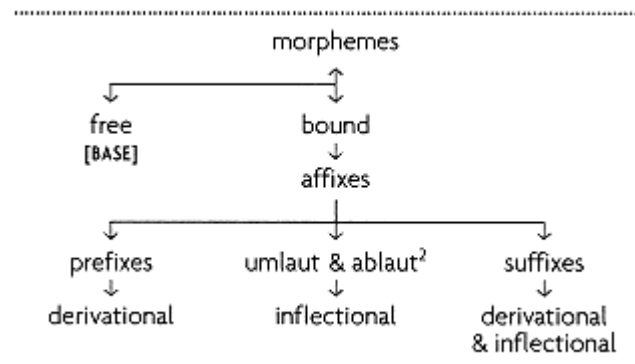 morphemes
free bound
[BASE]
affixes
prefixes umlaut & ablaut² suffixes
derivational inflectional derivational
& inflectional